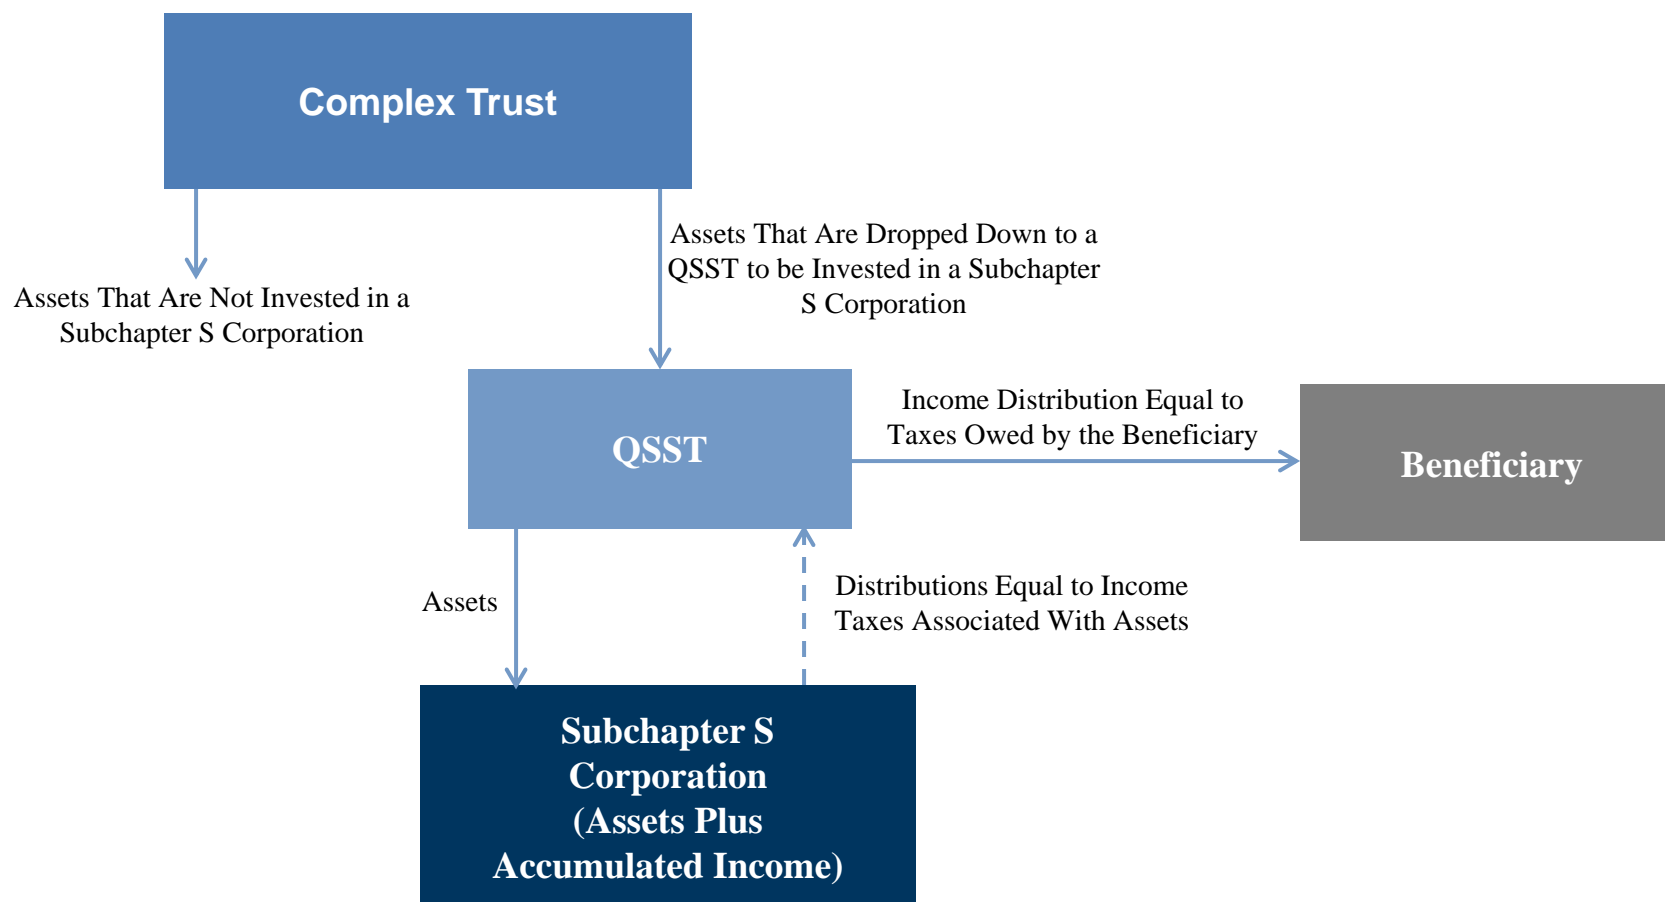 Complex Trust
Assets That Are Dropped Down to a
QSST to be Invested in a Subchapter
S Corporation
Assets That Are Not Invested in a
Subchapter S Corporation
Income Distribution Equal to
Taxes Owed by the Beneficiary
QSST
Beneficiary
Assets
Distributions Equal to Income
Taxes Associated With Assets
Subchapter S
Corporation
(Assets Plus
Accumulated Income)